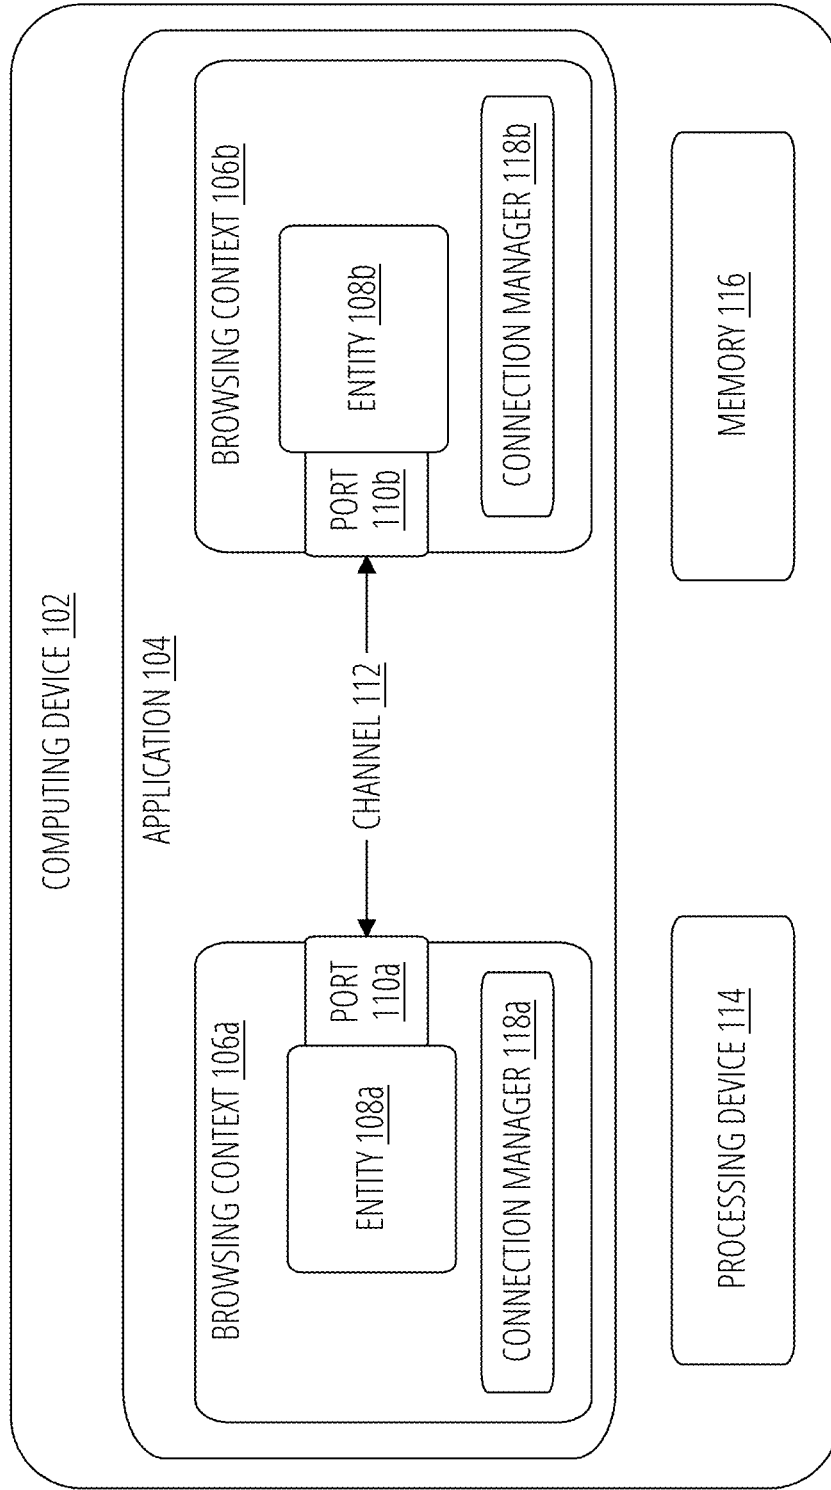 COMPUTING DEVICE 102
APPLICATION 104
BROWSING CONTEXT 106a
ENTITY 108a
PORT
110a
CONNECTION MANAGER 118a
CHANNEL 112
BROWSING CONTEXT 106b
PORT
110b
ENTITY 108b
CONNECTION MANAGER 118b
PROCESSING DEVICE 114
MEMORY 116